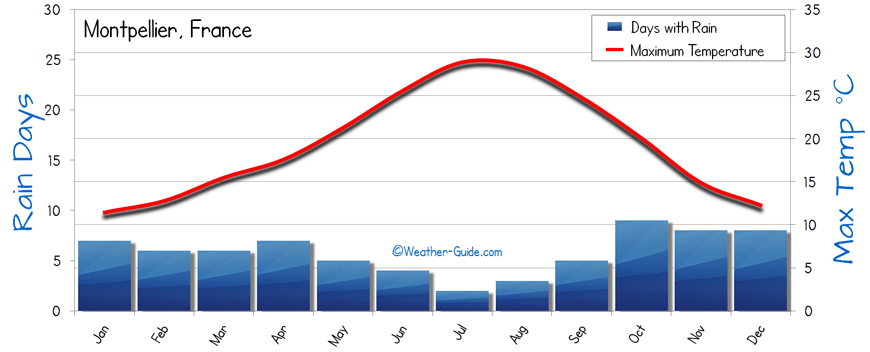 Montpellier, France
Days with Rain
Maximum Temperature
Rain Days
30
25
20
15
10
5
0
Max Temp °C
35
30
25
20
15
10
5
0
©Weather-Guide.com
Jan Feb Mar Apr May Jun Jul Aug Sep Oct Nov Dec